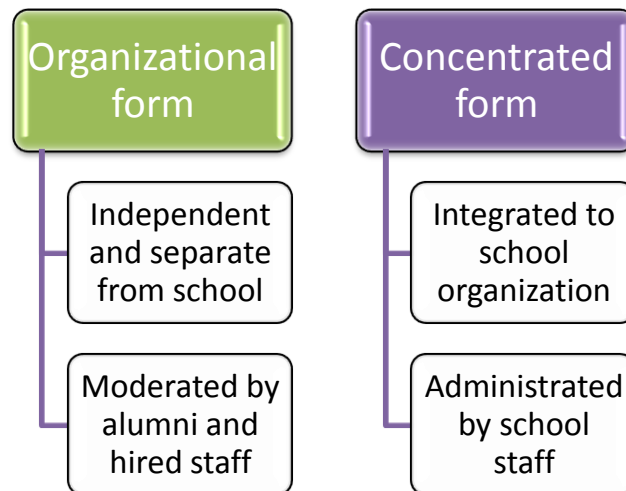 Organizational
form
Independent
and separate
from school
Moderated by
alumni and
hired staff
Concentrated
form
Integrated to
school
organization
Administrated
by school
staff